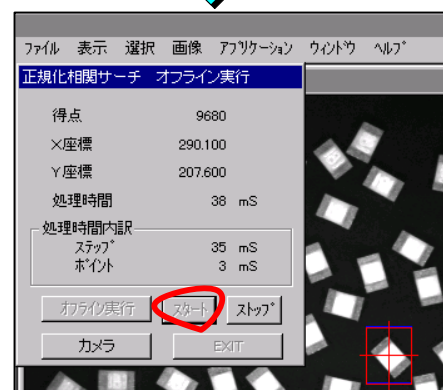 ファイル 表示 選択 画像 アプリケーション ウィンドウ ヘルプ
正規化相関サーチ オフライン実行
得点 9680
X座標 290.100
Y座標 207.600
処理時間 38 mS
処理時間内訳
ステップ 35 mS
ポイント 3 mS
オフライン実行 スタート ストップ
カメラ EXIT